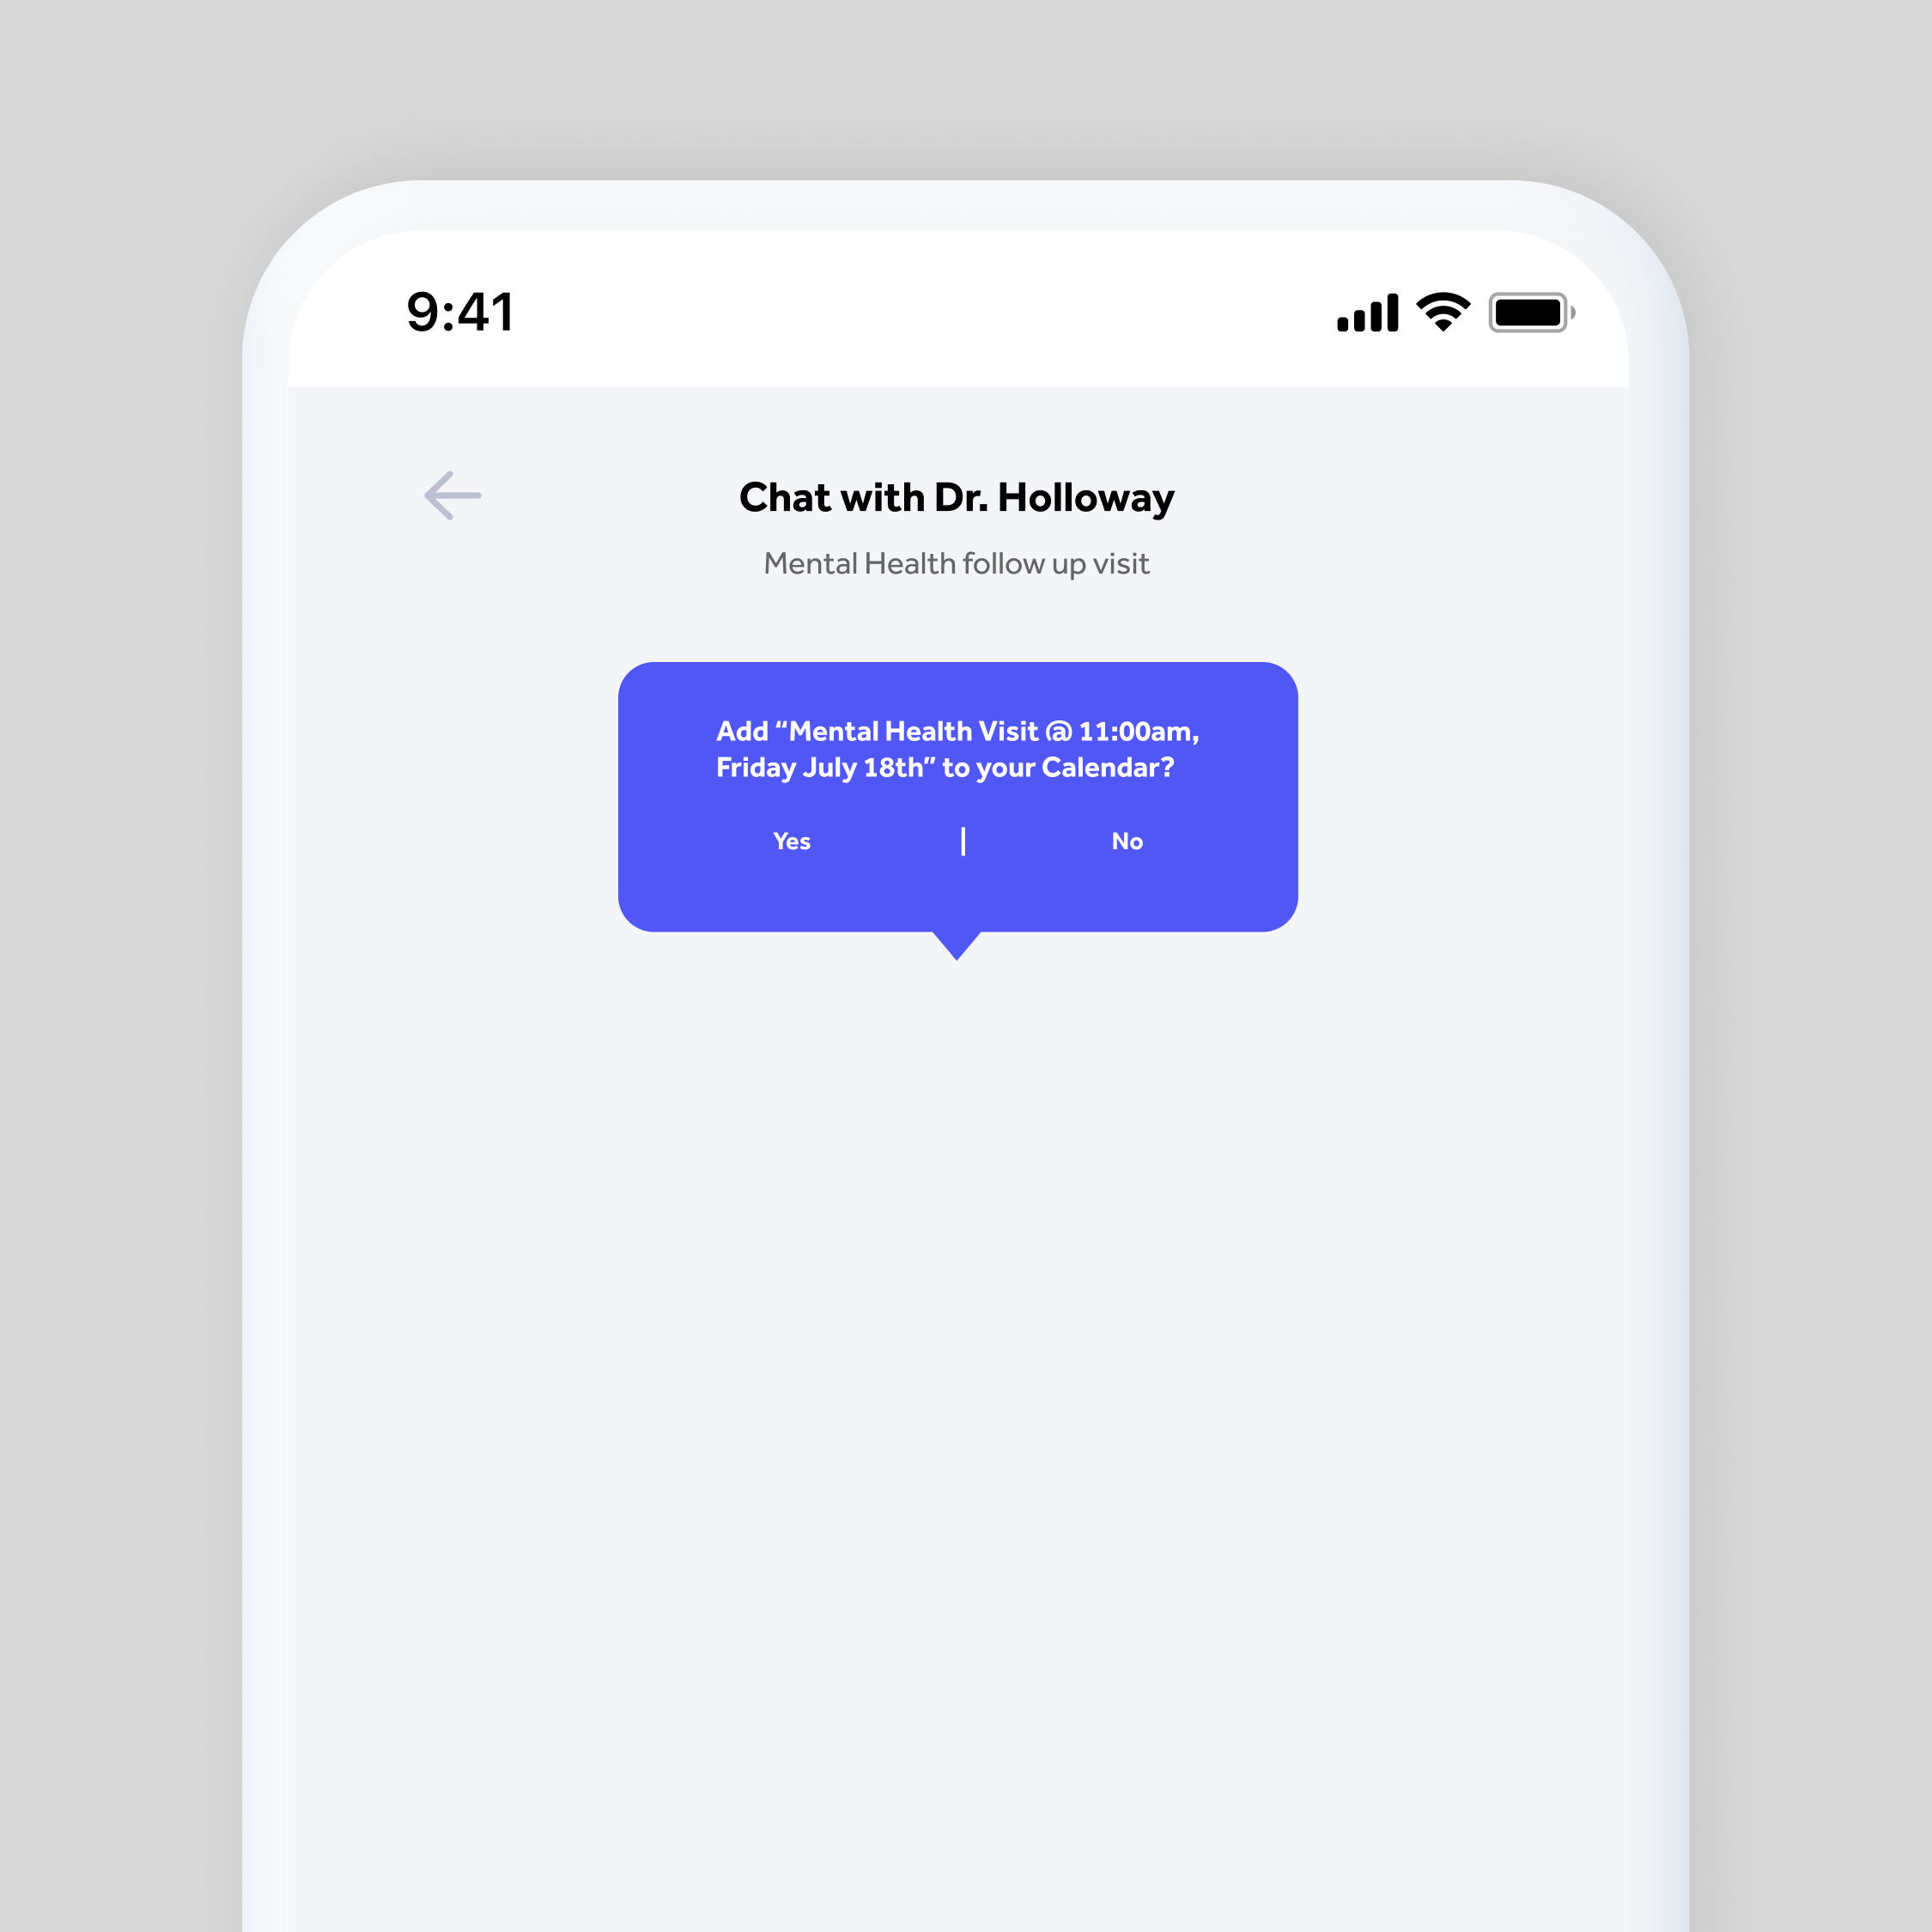 9:41
Chat with Dr. Holloway
Mental Health follow up visit
Add “Mental Health Visit @ 11:00am,
Friday July 18th” to your Calendar?
Yes | No